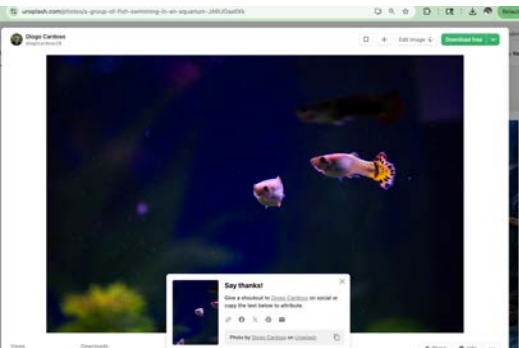 unsplash.com/photos/a-group-of-fish-swimming-in-an-aquarium-
Diogo Cardoso
Edit image
Download free
Say thanks!
Give a shoutout to Diogo Cardoso on social or
copy the text below to attribute.
Photo by Diogo Cardoso on Unsplash
Views
Downloads